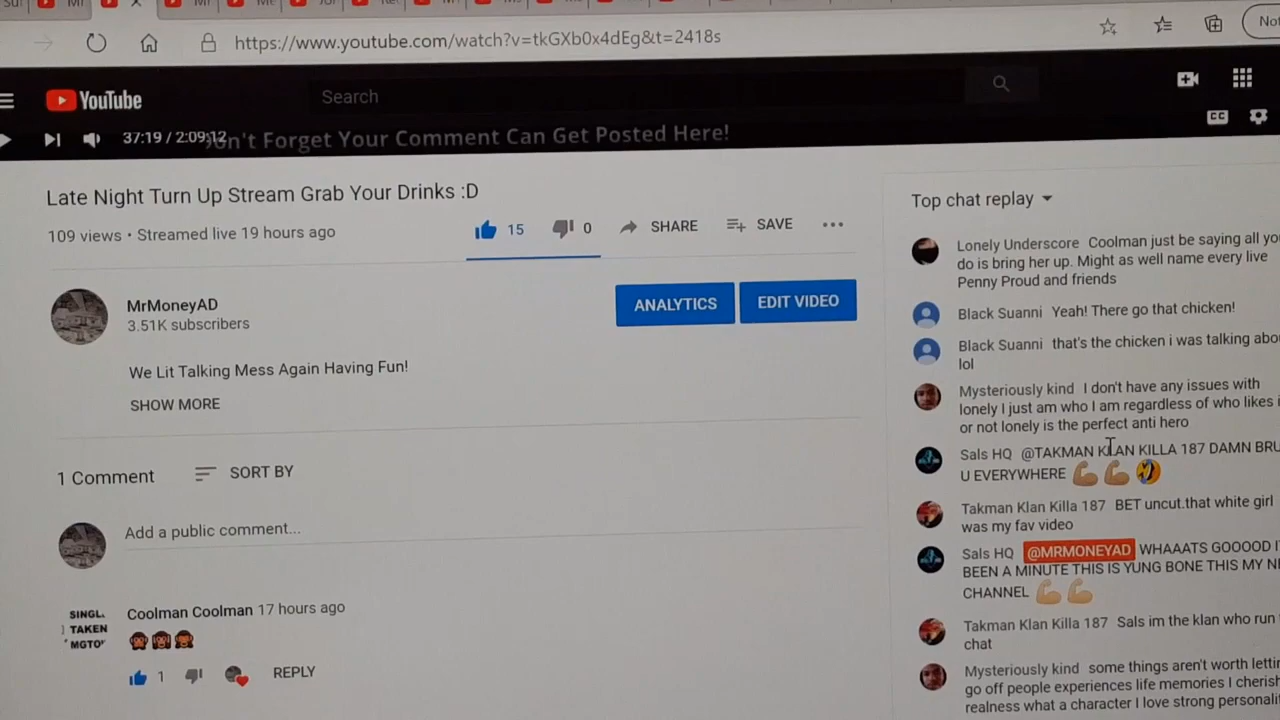 https://www.youtube.com/watch?v=tkGXb0x4dEg&t=2418s
YouTube
Search
37:19 / 2:09:12
n't Forget Your Comment Can Get Posted Here!
CC
Late Night Turn Up Stream Grab Your Drinks :D
109 views • Streamed live 19 hours ago
15
0
SHARE
SAVE
MrMoneyAD
3.51K subscribers
ANALYTICS
EDIT VIDEO
We Lit Talking Mess Again Having Fun!
SHOW MORE
1 Comment
SORT BY
Add a public comment...
SINGL.
TAKEN
MGTO
Coolman Coolman 17 hours ago
🙊🙉🙈
1
REPLY
Top chat replay
Lonely Underscore Coolman just be saying all
do is bring her up. Might as well name every live
Penny Proud and friends
Black Suanni Yeah! There go that chicken!
Black Suanni that's the chicken i was talking
lol
Mysteriously kind I don't have any issues with
lonely I just am who I am regardless of who likes
or not lonely is the perfect anti hero
Sals HQ @TAKMAN KLAN KILLA 187 DAMN
U EVERYWHERE 💪🏼💪🏼🤣
Takman Klan Killa 187 BET uncut.that white girl
was my fav video
Sals HQ @MRMONEYAD WHAAATS GOOOOD
BEEN A MINUTE THIS IS YUNG BONE THIS MY
CHANNEL 💪🏼💪🏼
Takman Klan Killa 187 Sals im the klan who run
chat
Mysteriously kind some things aren't worth
go off people experiences life memories I
realness what a character I love strong